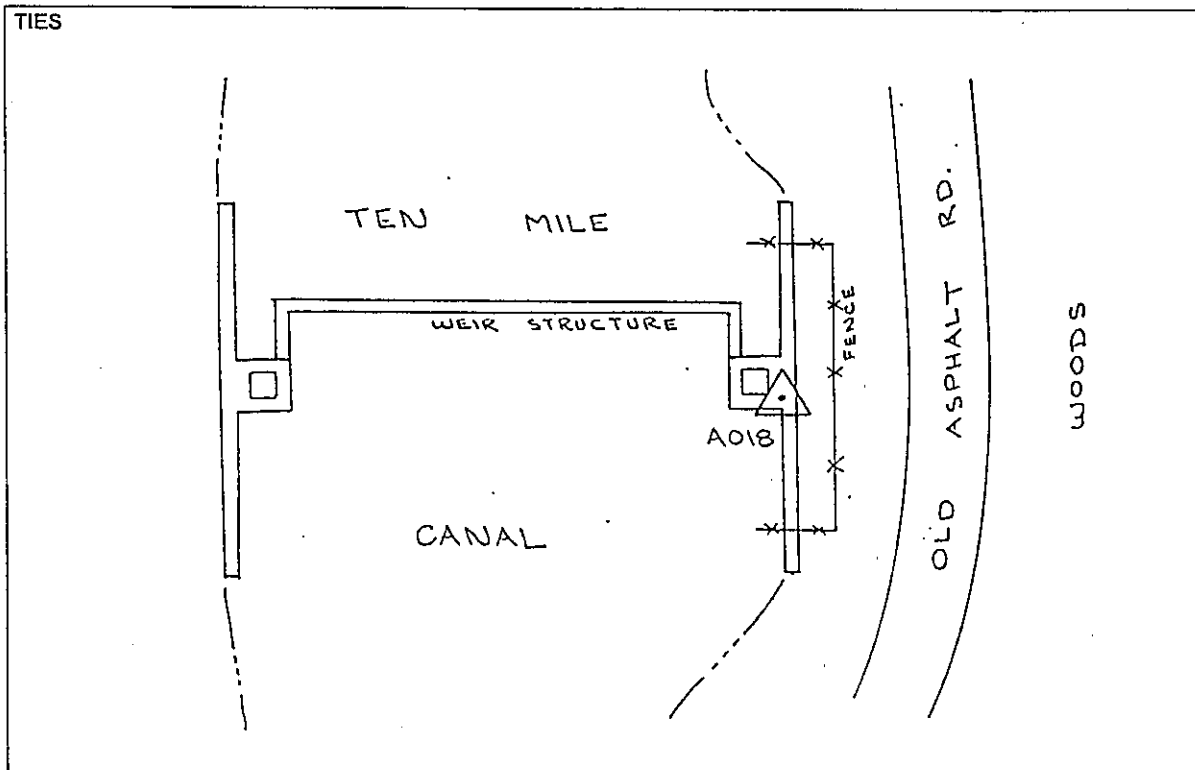 TIES
TEN MILE
WEIR STRUCTURE
FENCE
A018
CANAL
OLD ASPHALT RD.
WOODS